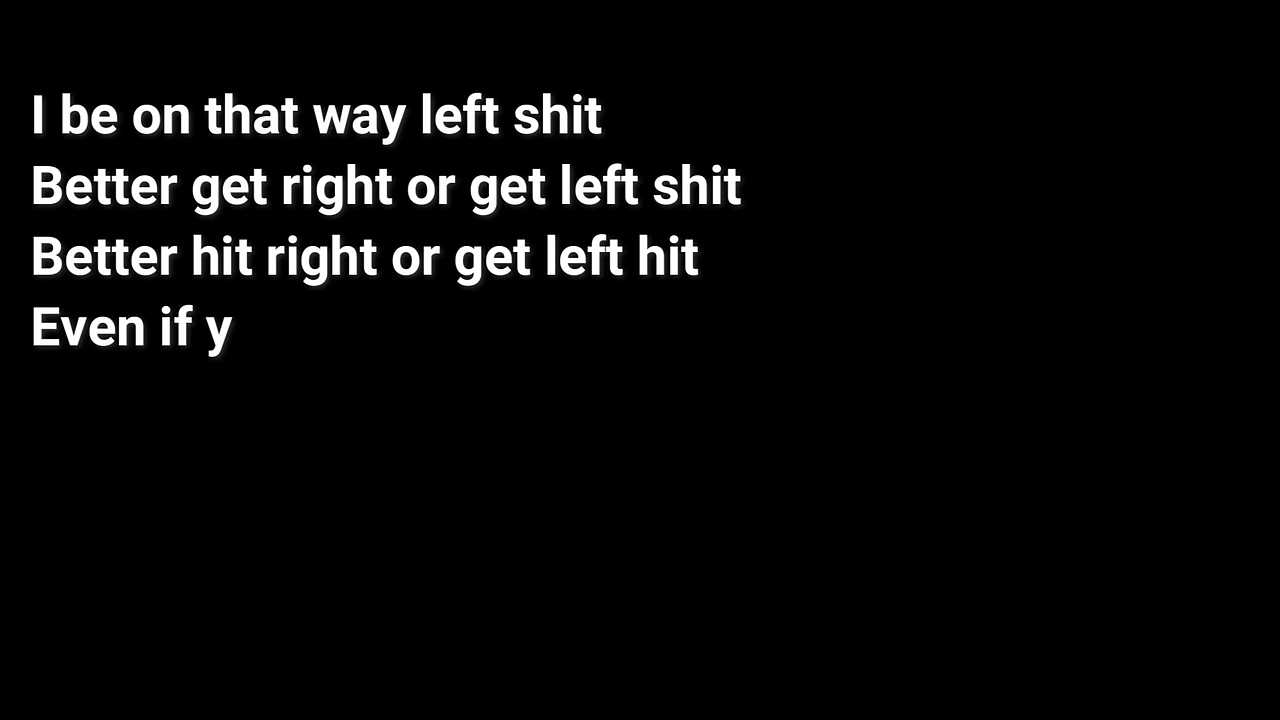 I be on that way left shit
Better get right or get left shit
Better hit right or get left hit
Even if y